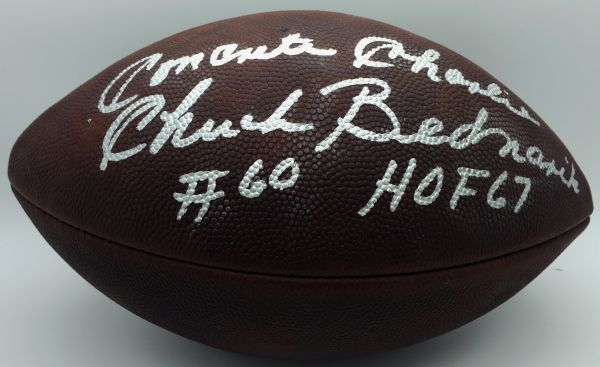 Concrete Charlie
Chuck Bednarik
#60 HOF67